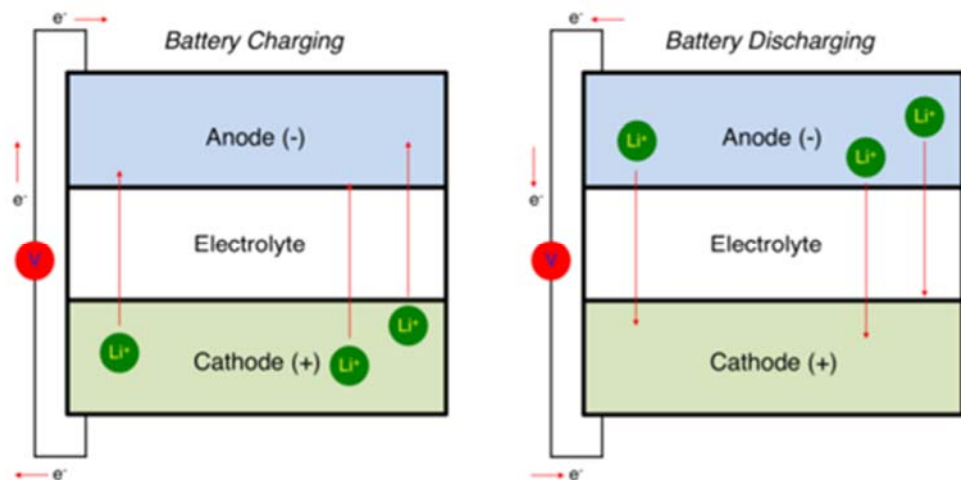 e⁻
Battery Charging
Anode (-)
e⁻
Electrolyte
V
Li⁺
Li⁺
Cathode (+)
Li⁺
e⁻
e⁻
Battery Discharging
Li⁺
Anode (-)
Li⁺
Li⁺
e⁻
Electrolyte
V
Cathode (+)
e⁻